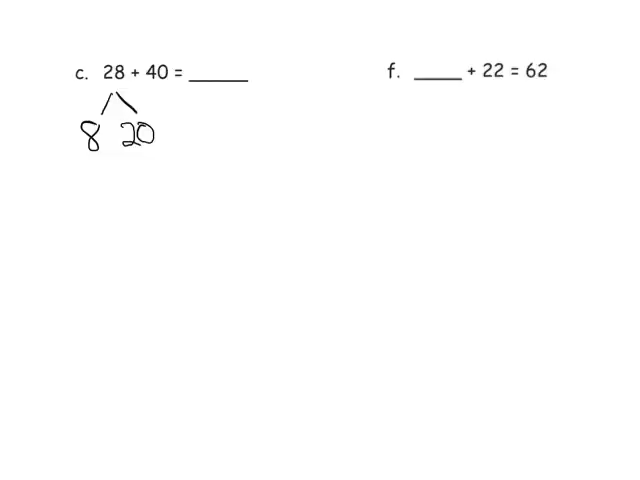 c. 28 + 40 = ______
8 20
f. _____ + 22 = 62